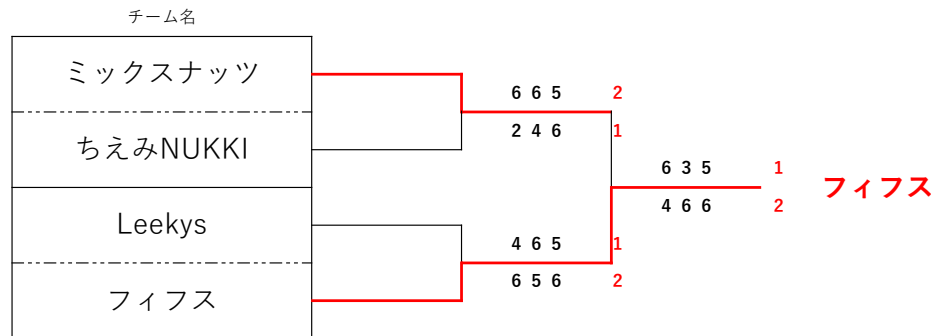 チーム名
ミックスナッツ
ちえみNUKKI
Leekys
フィフス
6 6 5 2
2 4 6 1
4 6 5 1
6 5 6 2
6 3 5 1
4 6 6 2
フィフス